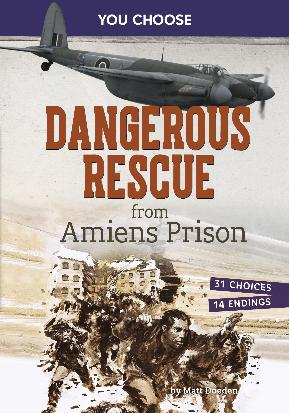 YOU CHOOSE
DANGEROUS
RESCUE
from
Amiens Prison
31 CHOICES
14 ENDINGS
by Matt Doeden